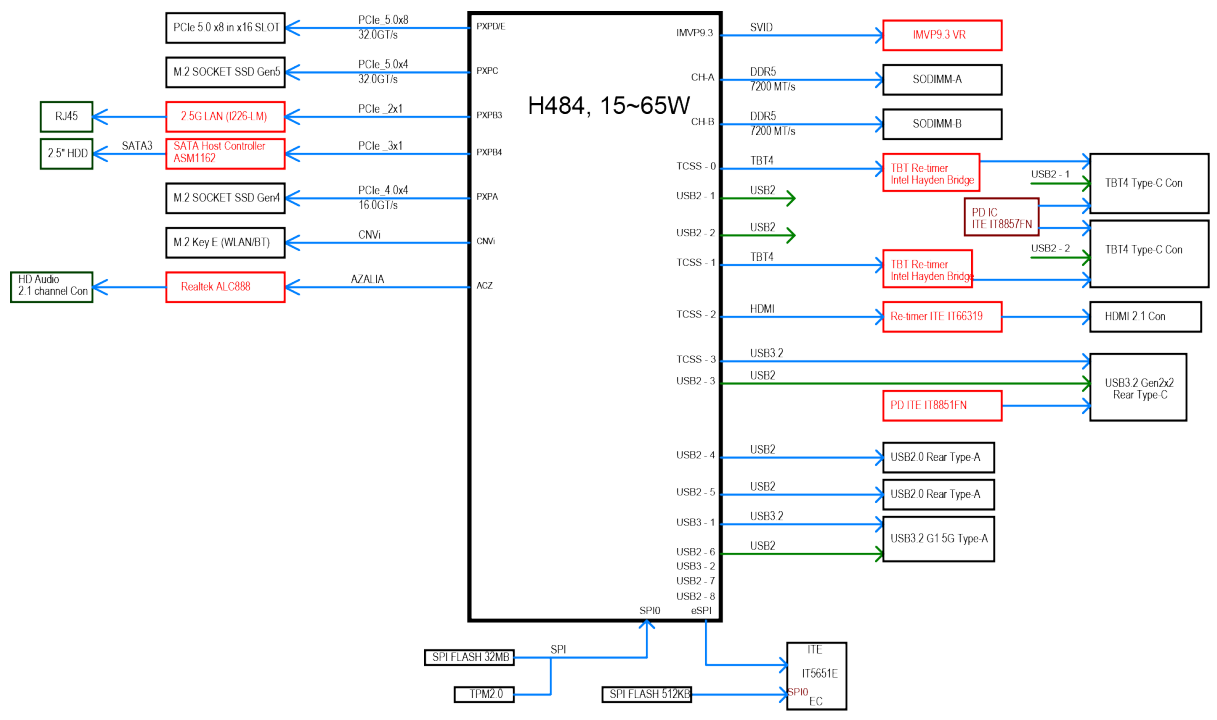 PCIe 5.0 x8 in x16 SLOT
PCIe_5.0x8
32.0GT/s
PXPD/E
M.2 SOCKET SSD Gen5
PCIe_5.0x4
32.0GT/s
PXPC
RJ45
2.5G LAN (I226-LM)
PCIe _2x1
PXPB3
2.5" HDD
SATA3
SATA Host Controller
ASM1162
PCIe _3x1
PXPB4
M.2 SOCKET SSD Gen4
PCIe_4.0x4
16.0GT/s
PXPA
M.2 Key E (WLAN/BT)
CNVi
CNVi
HD Audio
2.1 channel Con
Realtek ALC888
AZALIA
ACZ
H484, 15~65W
IMVP9.3
SVID
IMVP9.3 VR
CH-A
DDR5
7200 MT/s
SODIMM-A
CH-B
DDR5
7200 MT/s
SODIMM-B
TCSS - 0
TBT4
TBT Re-timer
Intel Hayden Bridge
USB2 - 1
TBT4 Type-C Con
USB2 - 1
USB2
PD IC
ITE IT8857FN
USB2 - 2
USB2
USB2 - 2
TBT4 Type-C Con
TCSS - 1
TBT4
TBT Re-timer
Intel Hayden Bridge
TCSS - 2
HDMI
Re-timer ITE IT66319
HDMI 2.1 Con
TCSS - 3
USB3.2
USB2 - 3
USB2
USB3.2 Gen2x2
Rear Type-C
PD ITE IT8851FN
USB2 - 4
USB2
USB2.0 Rear Type-A
USB2 - 5
USB2
USB2.0 Rear Type-A
USB3 - 1
USB3.2
USB3.2 G1 5G Type-A
USB2 - 6
USB2
USB3 - 2
USB2 - 7
USB2 - 8
SPI0
eSPI
SPI FLASH 32MB
SPI
TPM2.0
SPI FLASH 512KB
ITE
IT5651E
SPI0
EC